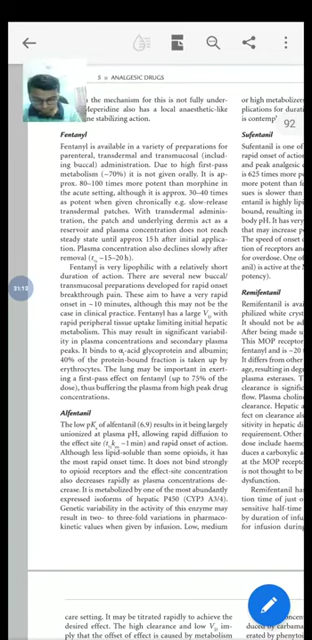 5 ANALGESIC DRUGS
92
31:13
the mechanism for this is not fully under-
Meperidine also has a local anaesthetic-like
ne stabilizing action.
Fentanyl
Fentanyl is available in a variety of preparations for
parenteral, transdermal and transmucosal (includ-
ing buccal) administration. Due to high first-pass
metabolism (~70%) it is not given orally. It is ap-
prox. 80–100 times more potent than morphine in
the acute setting, although it is approx. 30–40 times
as potent when given chronically e.g. slow-release
transdermal patches. With transdermal adminis-
tration, the patch and underlying dermis act as a
reservoir and plasma concentration does not reach
steady state until approx 15 h after initial applica-
tion. Plasma concentration also declines slowly after
removal (t½ ~15–20 h).
Fentanyl is very lipophilic with a relatively short
duration of action. There are several new buccal/
transmucosal preparations developed for rapid onset
breakthrough pain. These aim to have a very rapid
onset in ~10 minutes, although this may not be the
case in clinical practice. Fentanyl has a large VD with
rapid peripheral tissue uptake limiting initial hepatic
metabolism. This may result in significant variabil-
ity in plasma concentrations and secondary plasma
peaks. It binds to α1-acid glycoprotein and albumin;
40% of the protein-bound fraction is taken up by
erythrocytes. The lung may be important in exert-
ing a first-pass effect on fentanyl (up to 75% of the
dose), thus buffering the plasma from high peak drug
concentrations.
Alfentanil
The low pKa of alfentanil (6.9) results in it being largely
unionized at plasma pH, allowing rapid diffusion to
the effect site (t½ ~1 min) and rapid onset of action.
Although less lipid-soluble than some opioids, it has
the most rapid onset time. It does not bind strongly
to opioid receptors and the effect-site concentration
also decreases rapidly as plasma concentrations de-
crease. It is metabolized by one of the most abundantly
expressed isoforms of hepatic P450 (CYP3 A3/4).
Genetic variability in the activity of this enzyme may
result in two- to three-fold variations in pharmaco-
kinetic values when given by infusion. Low, medium
or high metabolizers
plications for durati
is contemp
Sufentanil
Sufentanil is one of
rapid onset of action
and peak analgesic e
is 625 times more po
more potent than fe
sues is slower than
entanil is highly lipi
bound, resulting in
body pH. It has very
that may increase p
The speed of onset o
tion of receptors and
for overdose. One of
anil) is active at the M
potency).
Remifentanil
Remifentanil is avai
philized white cryst
It should not be ad
After being made u
This MOP receptor
fentanyl and is ~20
It differs from other
age, resulting in de
plasma esterases. T
clearance is signific
flow. Plasma choline
clearance. Hepatic a
fect on clearance als
sitivity in hepatic di
requirement. Other
dose include haemo
duces a carboxylic a
at the MOP recepto
is not thought to be
dysfunction.
Remifentanil has
tion time of just o
sensitive half-time
by duration of infu
for infusion during
care setting. It may be titrated rapidly to achieve the
desired effect. The high clearance and low VD im-
ply that the offset of effect is caused by metabolism
duced by carbama
erated by phenytoi